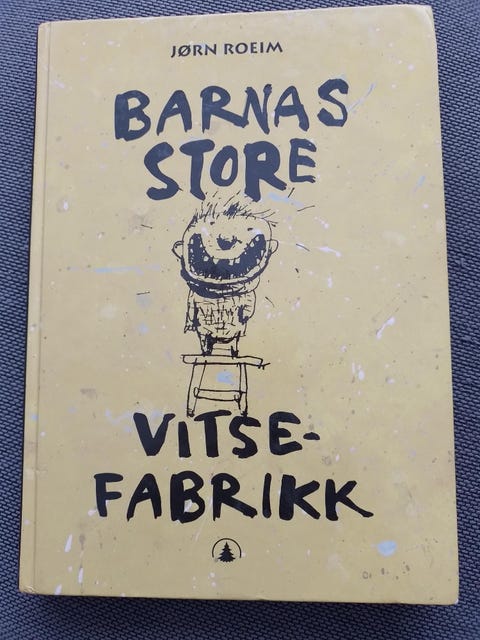 JØRN ROEIM
BARNAS
STORE
VITSE-
FABRIKK